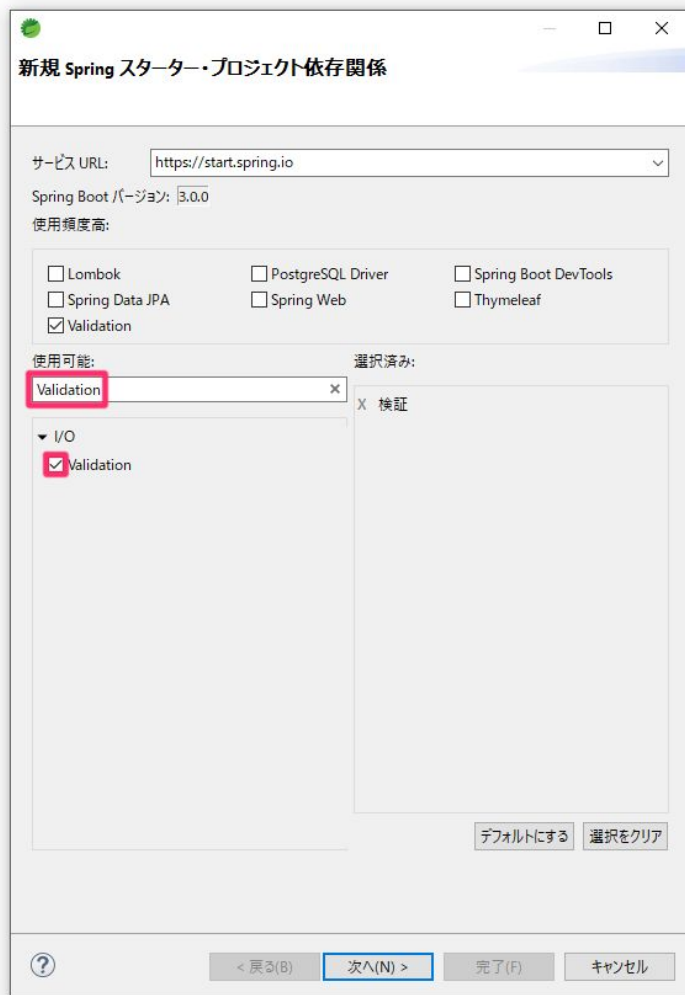 新規 Spring スターター・プロジェクト依存関係
サービス URL: https://start.spring.io
Spring Boot バージョン: 3.0.0
使用頻度高:
Lombok PostgreSQL Driver Spring Boot DevTools
Spring Data JPA Spring Web Thymeleaf
Validation
使用可能: 選択済み:
Validation
X 検証
I/O
Validation
デフォルトにする 選択をクリア
< 戻る(B) 次へ(N) > 完了(F) キャンセル